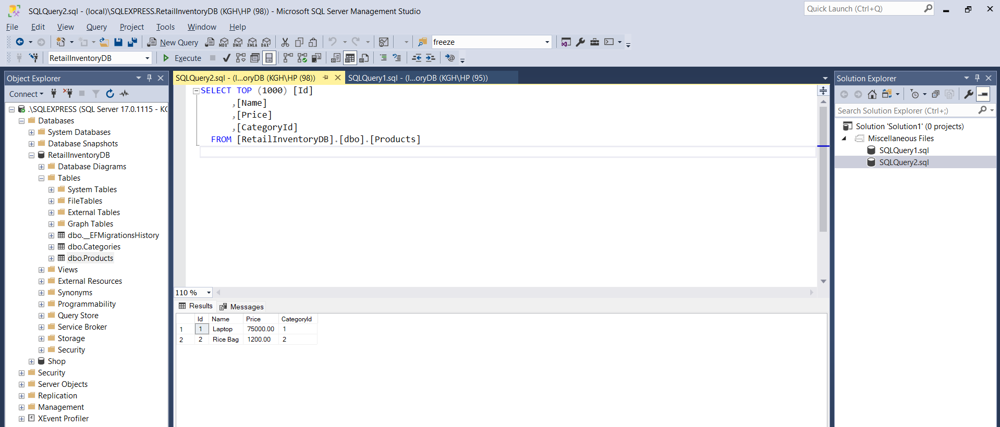 SQLQuery2.sql - (local)\SQLEXPRESS.RetailInventoryDB (KGH\HP (98)) - Microsoft SQL Server Management Studio
Quick Launch (Ctrl+Q)
File Edit View Query Project Tools Window Help
New Query MDX DMX XMLA DAX freeze
RetailInventoryDB Execute
Object Explorer
Connect
.\SQLEXPRESS (SQL Server 17.0.1115 - KG
Databases
System Databases
Database Snapshots
RetailInventoryDB
Database Diagrams
Tables
System Tables
FileTables
External Tables
Graph Tables
dbo.__EFMigrationsHistory
dbo.Categories
dbo.Products
Views
External Resources
Synonyms
Programmability
Query Store
Service Broker
Storage
Security
Shop
Security
Server Objects
Replication
Management
XEvent Profiler
SQLQuery2.sql - (l...oryDB (KGH\HP (98)) SQLQuery1.sql - (l...oryDB (KGH\HP (95))
SELECT TOP (1000) [Id]
,[Name]
,[Price]
,[CategoryId]
FROM [RetailInventoryDB].[dbo].[Products]
110 %
Results Messages
Id Name Price CategoryId
1 1 Laptop 75000.00 1
2 2 Rice Bag 1200.00 2
Solution Explorer
Search Solution Explorer (Ctrl+;)
Solution 'Solution1' (0 projects)
Miscellaneous Files
SQLQuery1.sql
SQLQuery2.sql